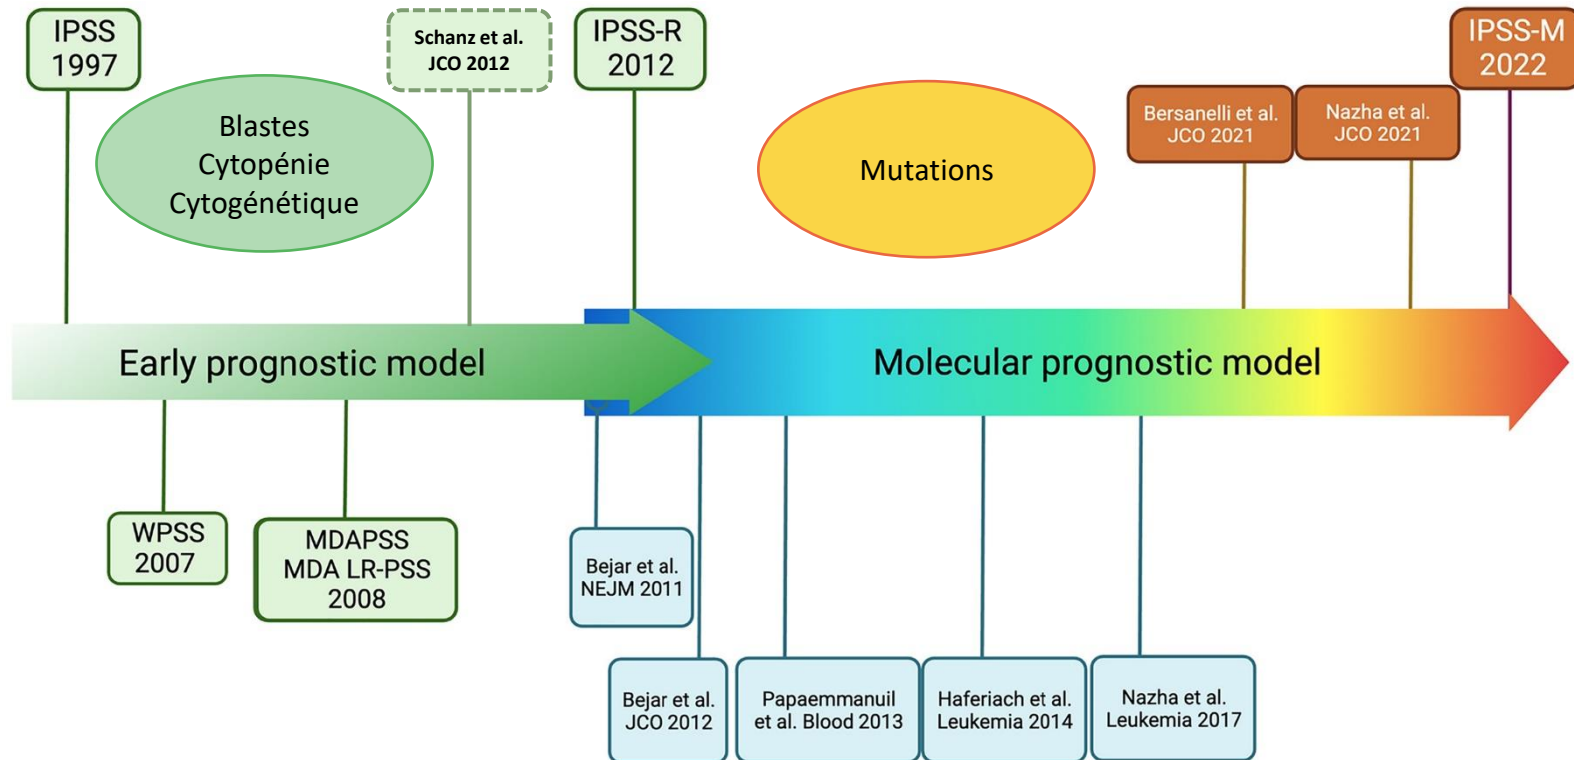 IPSS
1997
Schanz et al.
JCO 2012
IPSS-R
2012
IPSS-M
2022
Bersanelli et al.
JCO 2021
Nazha et al.
JCO 2021
Blastes
Cytopénie
Cytogénétique
Mutations
Early prognostic model
Molecular prognostic model
WPSS
2007
MDAPSS
MDA LR-PSS
2008
Bejar et al.
NEJM 2011
Bejar et al.
JCO 2012
Papaemmanuil
et al. Blood 2013
Haferiach et al.
Leukemia 2014
Nazha et al.
Leukemia 2017